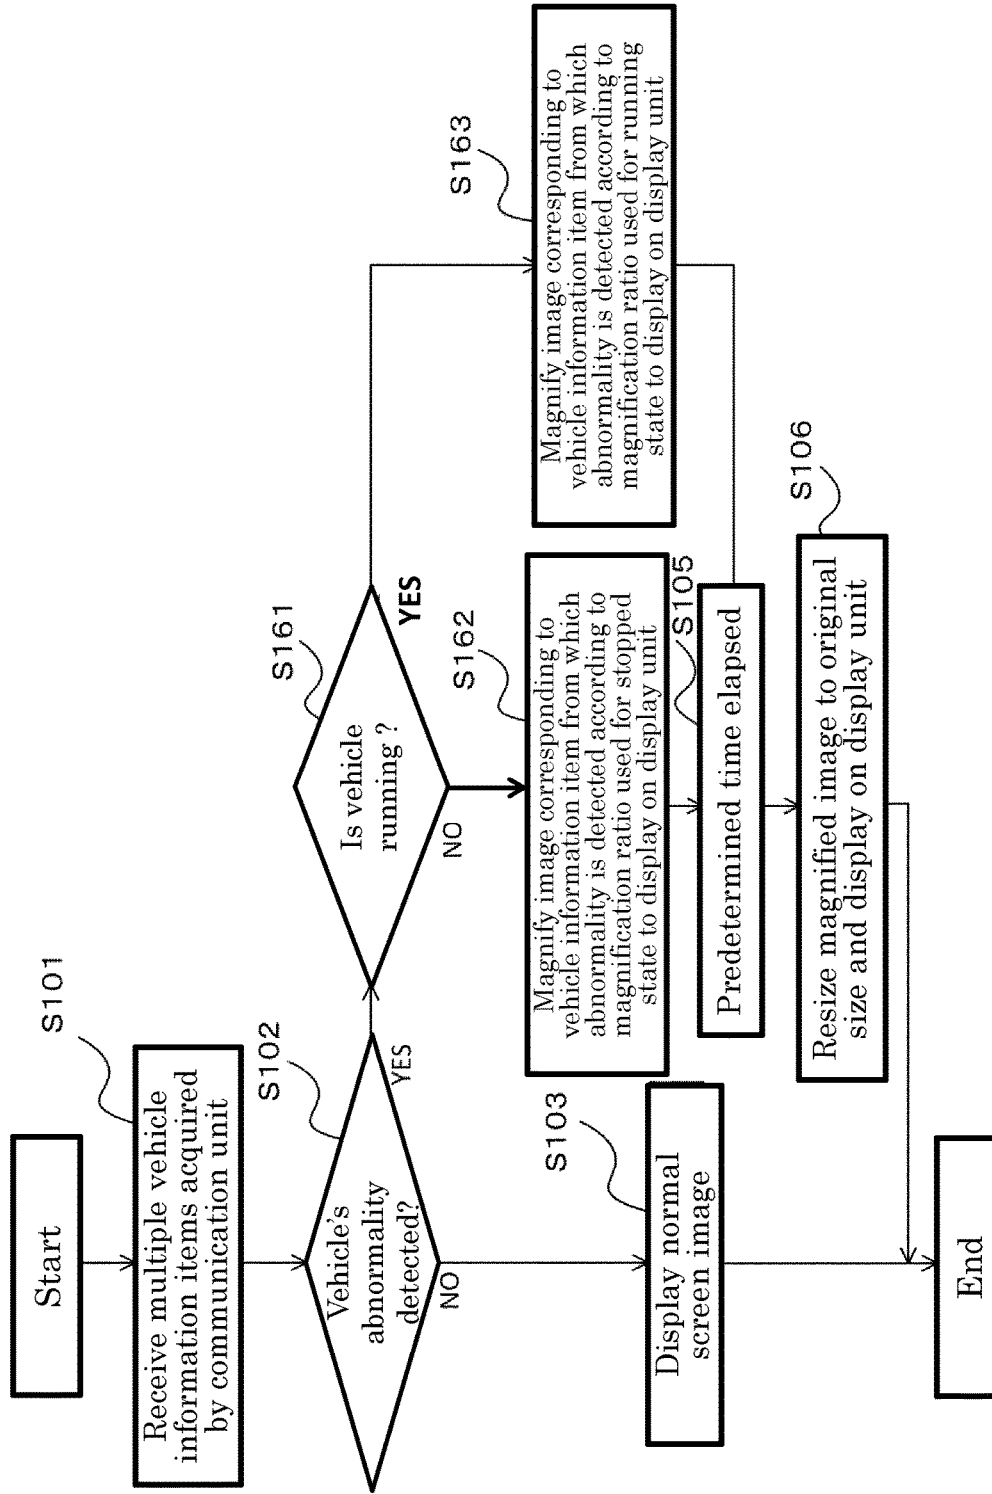 Start
S101
Receive multiple vehicle
information items acquired
by communication unit
S102
Vehicle's
abnormality
detected?
YES
NO
S161
Is vehicle
running ?
YES
NO
S103
Display normal
screen image
S162
Magnify image corresponding to
vehicle information item from which
abnormality is detected according to
magnification ratio used for stopped
state to display on display unit
S163
Magnify image corresponding to
vehicle information item from which
abnormality is detected according to
magnification ratio used for running
state to display on display unit
S105
Predetermined time elapsed
S106
Resize magnified image to original
size and display on display unit
End